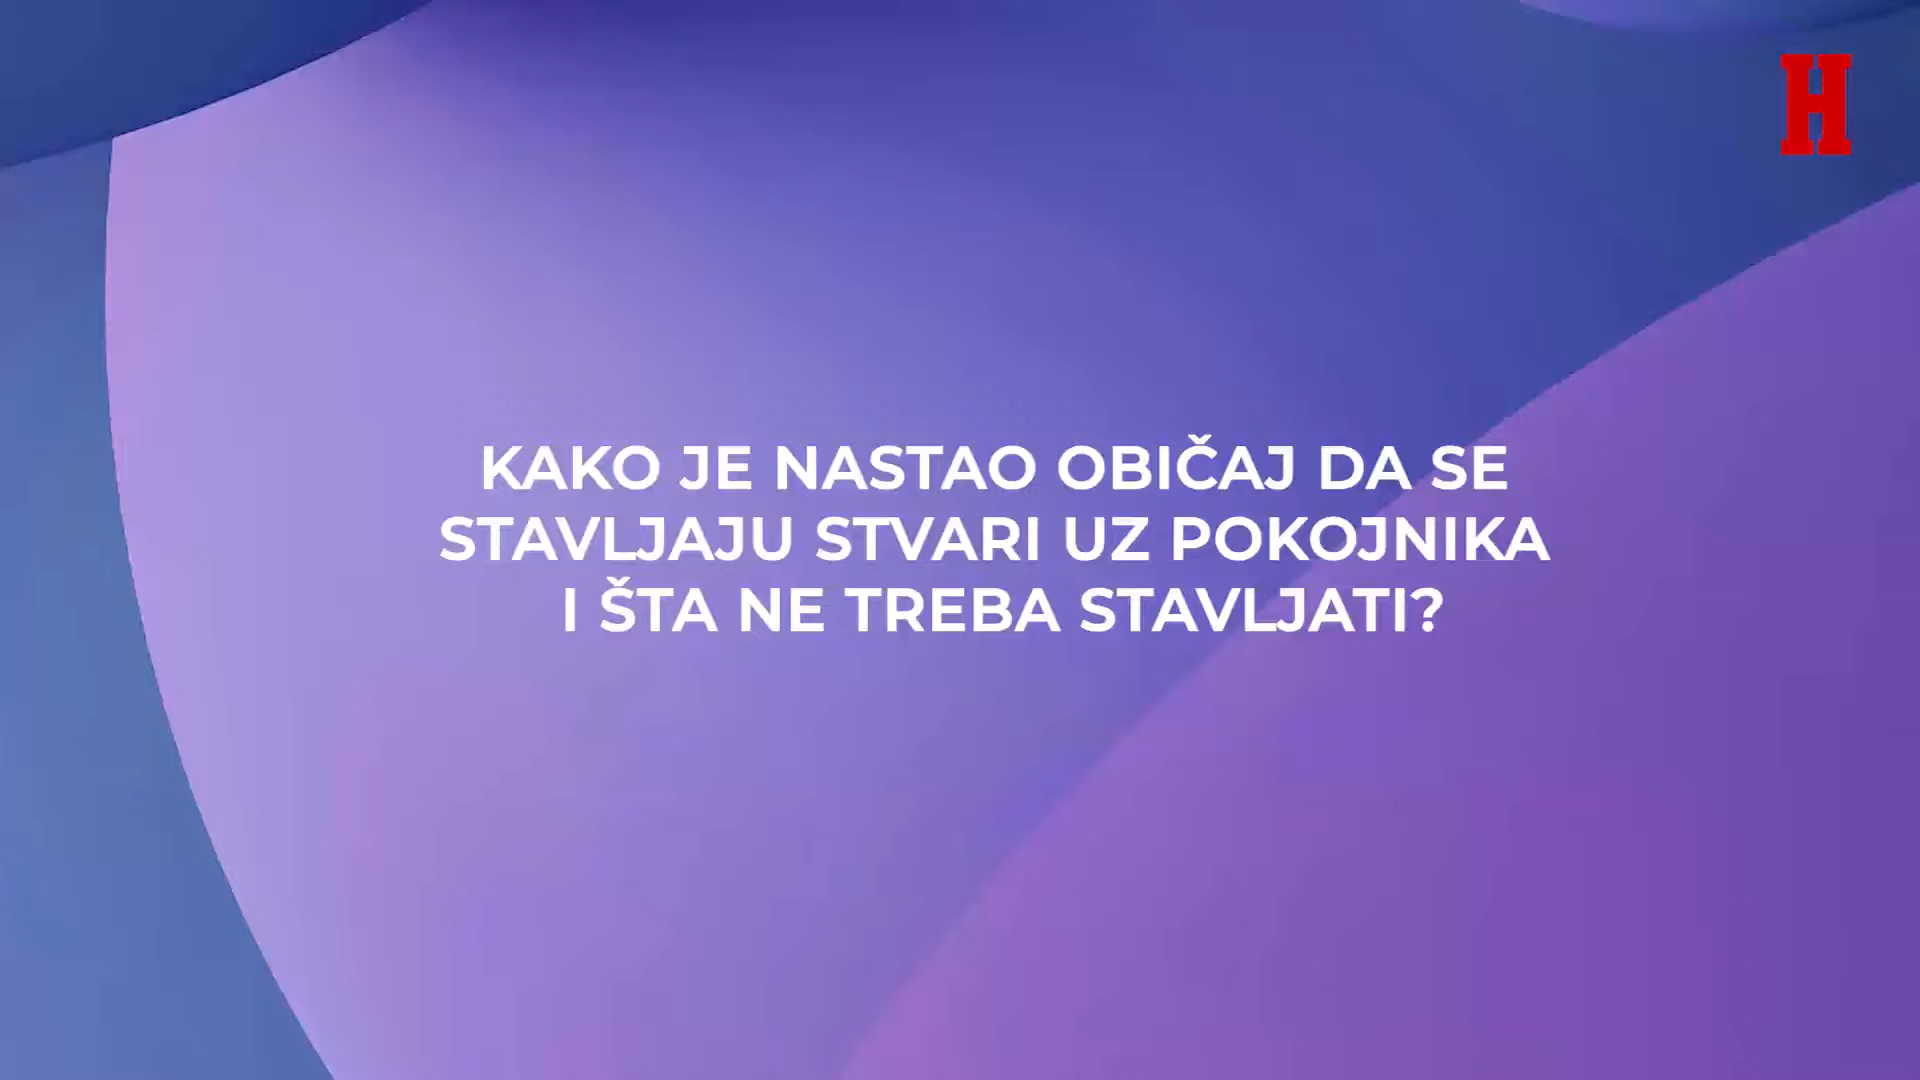 H
KAKO JE NASTAO OBIČAJ DA SE
STAVLJAJU STVARI UZ POKOJNIKA
I ŠTA NE TREBA STAVLJATI?